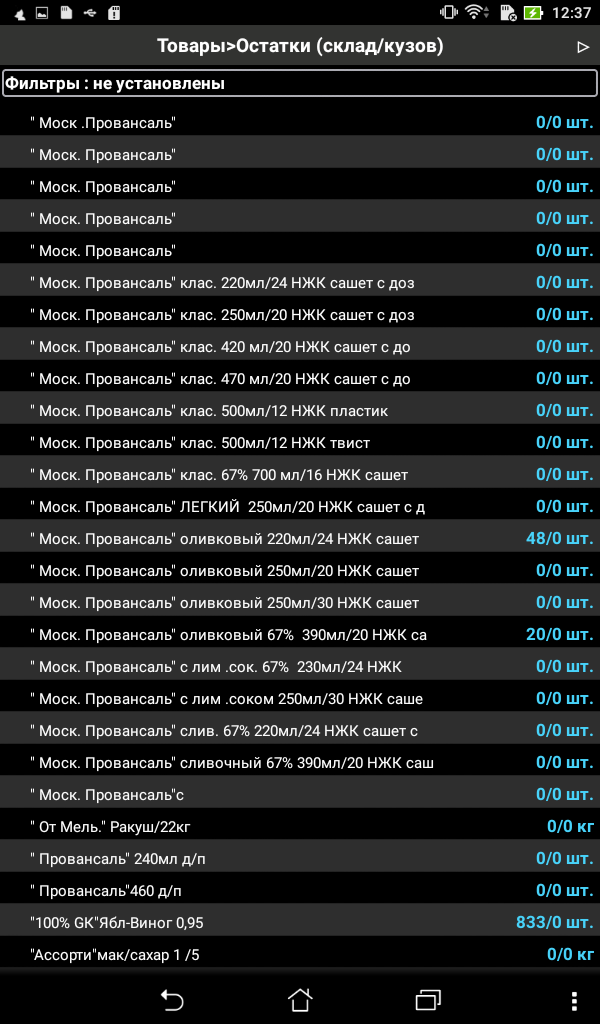 12:37
Товары>Остатки (склад/кузов)
Фильтры : не установлены
" Моск .Провансаль" 0/0 шт.
" Моск. Провансаль" 0/0 шт.
" Моск. Провансаль" 0/0 шт.
" Моск. Провансаль" 0/0 шт.
" Моск. Провансаль" 0/0 шт.
" Моск. Провансаль" клас. 220мл/24 НЖК сашет с доз 0/0 шт.
" Моск. Провансаль" клас. 250мл/20 НЖК сашет с доз 0/0 шт.
" Моск. Провансаль" клас. 420 мл/20 НЖК сашет с до 0/0 шт.
" Моск. Провансаль" клас. 470 мл/20 НЖК сашет с до 0/0 шт.
" Моск. Провансаль" клас. 500мл/12 НЖК пластик 0/0 шт.
" Моск. Провансаль" клас. 500мл/12 НЖК твист 0/0 шт.
" Моск. Провансаль" клас. 67% 700 мл/16 НЖК сашет 0/0 шт.
" Моск. Провансаль" ЛЕГКИЙ  250мл/20 НЖК сашет с д 0/0 шт.
" Моск. Провансаль" оливковый 220мл/24 НЖК сашет 48/0 шт.
" Моск. Провансаль" оливковый 250мл/20 НЖК сашет 0/0 шт.
" Моск. Провансаль" оливковый 250мл/30 НЖК сашет 0/0 шт.
" Моск. Провансаль" оливковый 67%  390мл/20 НЖК са 20/0 шт.
" Моск. Провансаль" с лим .сок. 67%  230мл/24 НЖК 0/0 шт.
" Моск. Провансаль" с лим .соком 250мл/30 НЖК саше 0/0 шт.
" Моск. Провансаль" слив. 67% 220мл/24 НЖК сашет с 0/0 шт.
" Моск. Провансаль" сливочный 67% 390мл/20 НЖК саш 0/0 шт.
" Моск. Провансаль"с 0/0 шт.
" От Мель." Ракуш/22кг 0/0 кг
" Провансаль" 240мл д/п 0/0 шт.
" Провансаль"460 д/п 0/0 шт.
"100% GK"Ябл-Виног 0,95 833/0 шт.
"Ассорти"мак/сахар 1 /5 0/0 кг